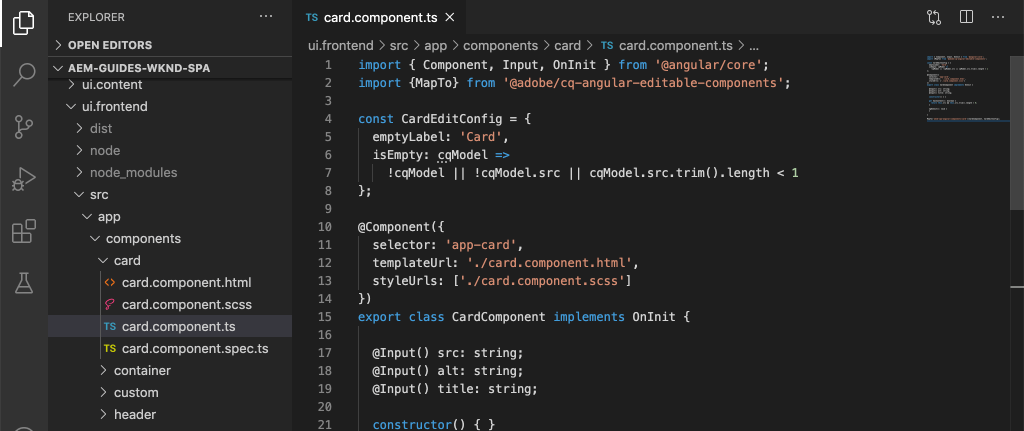 EXPLORER
OPEN EDITORS
AEM-GUIDES-WKND-SPA
ui.content
ui.frontend
dist
node
node_modules
src
app
components
card
card.component.html
card.component.scss
TS card.component.ts
TS card.component.spec.ts
container
custom
header
TS card.component.ts
ui.frontend > src > app > components > card > TS card.component.ts > ...
1 import { Component, Input, OnInit } from '@angular/core';
2 import {MapTo} from '@adobe/cq-angular-editable-components';
3
4 const CardEditConfig = {
5 emptyLabel: 'Card',
6 isEmpty: cqModel =>
7 !cqModel || !cqModel.src || cqModel.src.trim().length < 1
8 };
9
10 @Component({
11 selector: 'app-card',
12 templateUrl: './card.component.html',
13 styleUrls: ['./card.component.scss']
14 })
15 export class CardComponent implements OnInit {
16
17 @Input() src: string;
18 @Input() alt: string;
19 @Input() title: string;
20
21 constructor() { }